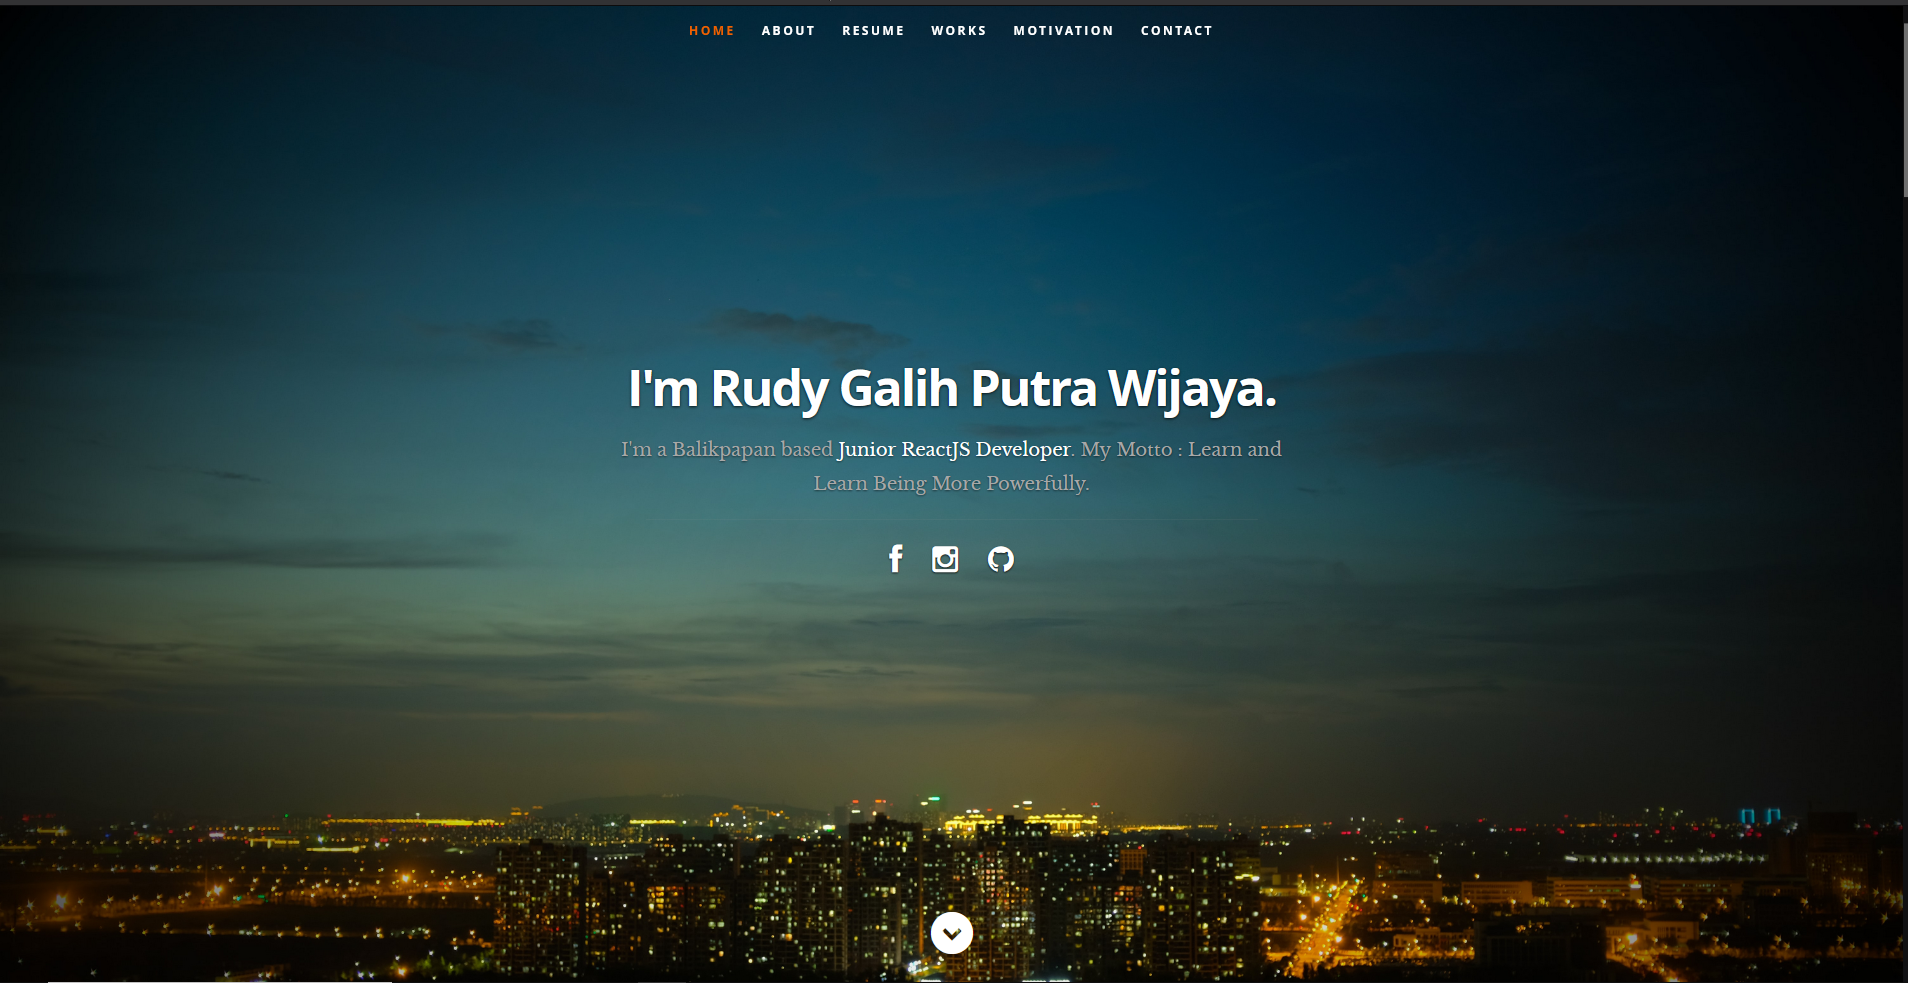 HOME ABOUT RESUME WORKS MOTIVATION CONTACT
I'm Rudy Galih Putra Wijaya.
I'm a Balikpapan based Junior ReactJS Developer. My Motto : Learn and
Learn Being More Powerfully.